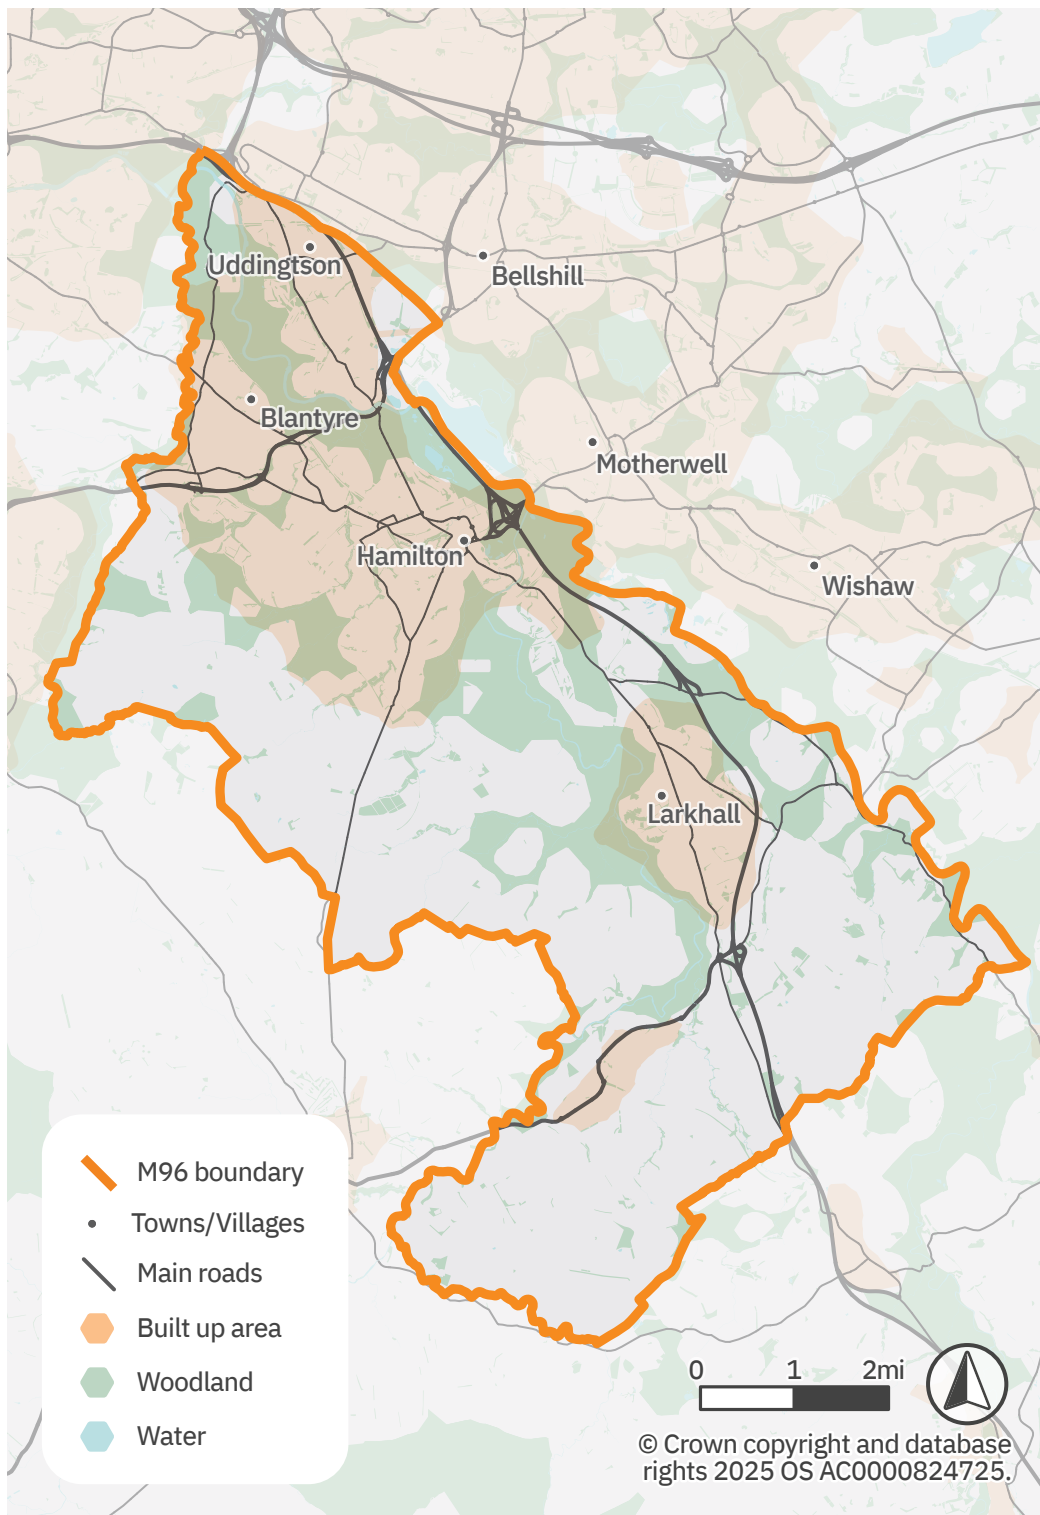 Uddingtson
Bellshill
Blantyre
Motherwell
Hamilton
Wishaw
Larkhall
M96 boundary
Towns/Villages
Main roads
Built up area
Woodland
Water
0 1 2mi
© Crown copyright and database
rights 2025 OS AC0000824725.